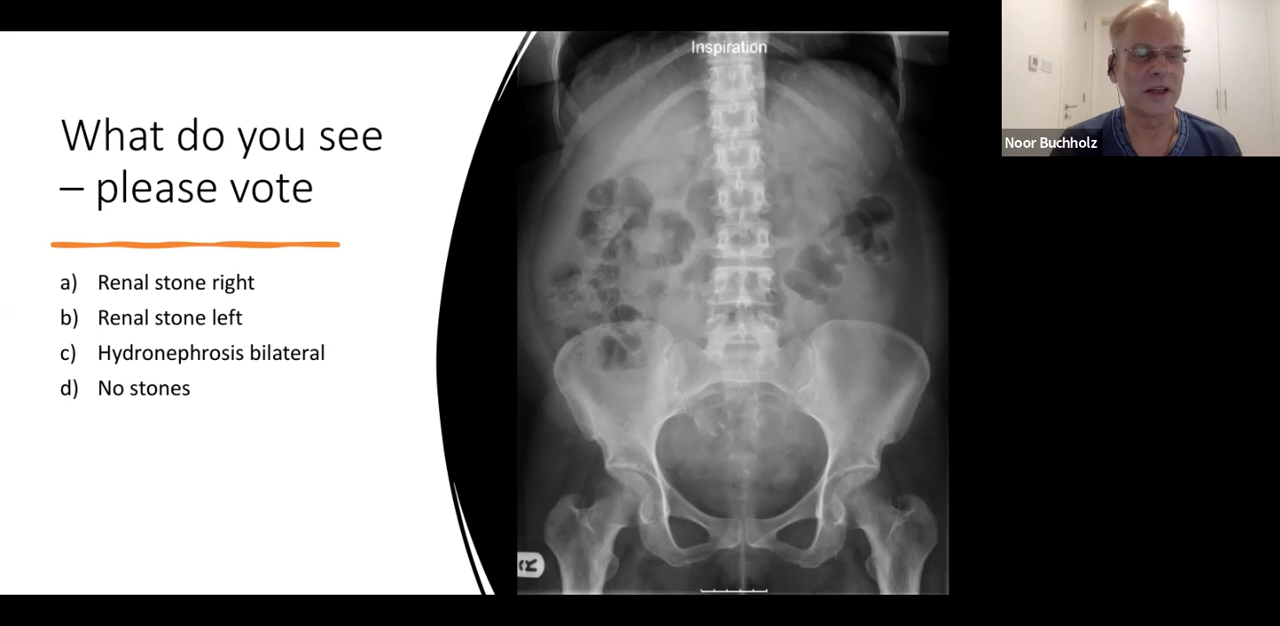 What do you see
– please vote
a) Renal stone right
b) Renal stone left
c) Hydronephrosis bilateral
d) No stones
Inspiration
R
Noor Buchholz